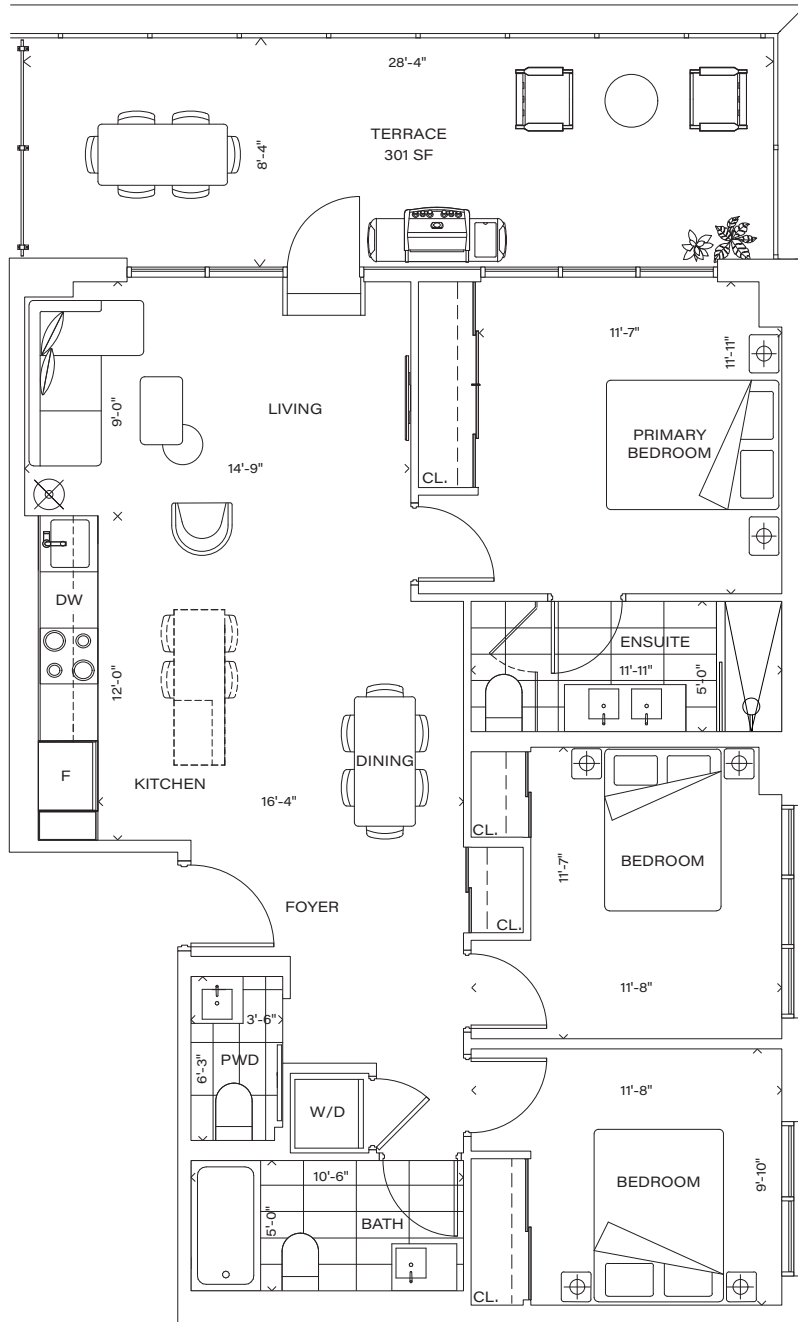 28'-4"
TERRACE
301 SF
8'-4"
11'-7"
11'-11"
LIVING
9'-0"
14'-9"
PRIMARY
BEDROOM
CL.
DW
ENSUITE
11'-11"
5'-0"
12'-0"
F
KITCHEN
DINING
16'-4"
CL.
BEDROOM
11'-7"
FOYER
CL.
11'-8"
3'-6"
PWD
6'-3"
W/D
11'-8"
10'-6"
5'-0"
BATH
BEDROOM
9'-10"
CL.